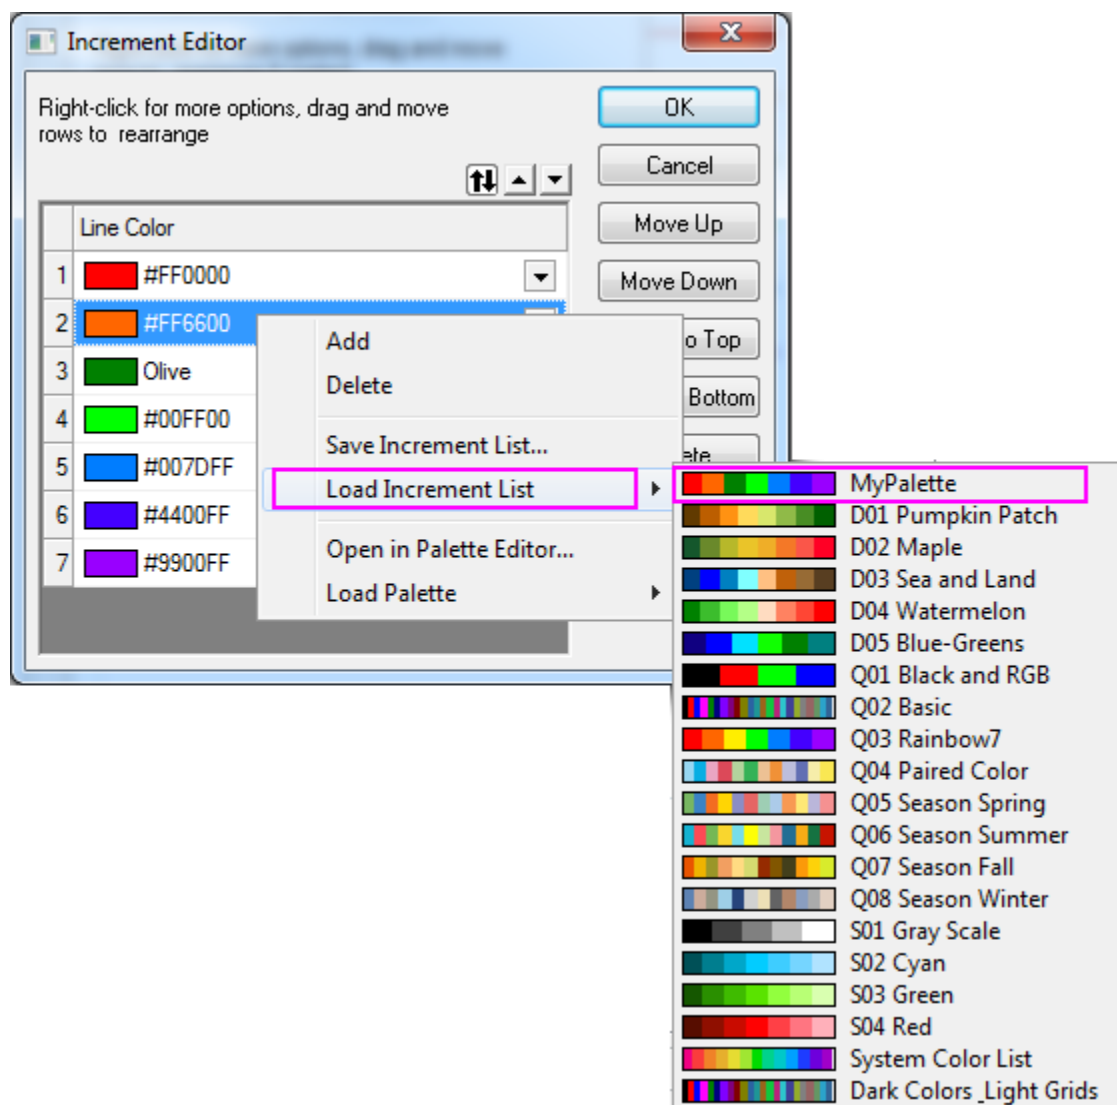 Increment Editor
Right-click for more options, drag and move
rows to rearrange
OK
Cancel
Move Up
Move Down
o Top
Bottom
ete
Line Color
1 #FF0000
2 #FF6600
3 Olive
4 #00FF00
5 #007DFF
6 #4400FF
7 #9900FF
Add
Delete
Save Increment List...
Load Increment List
Open in Palette Editor...
Load Palette
MyPalette
D01 Pumpkin Patch
D02 Maple
D03 Sea and Land
D04 Watermelon
D05 Blue-Greens
Q01 Black and RGB
Q02 Basic
Q03 Rainbow7
Q04 Paired Color
Q05 Season Spring
Q06 Season Summer
Q07 Season Fall
Q08 Season Winter
S01 Gray Scale
S02 Cyan
S03 Green
S04 Red
System Color List
Dark Colors_Light Grids